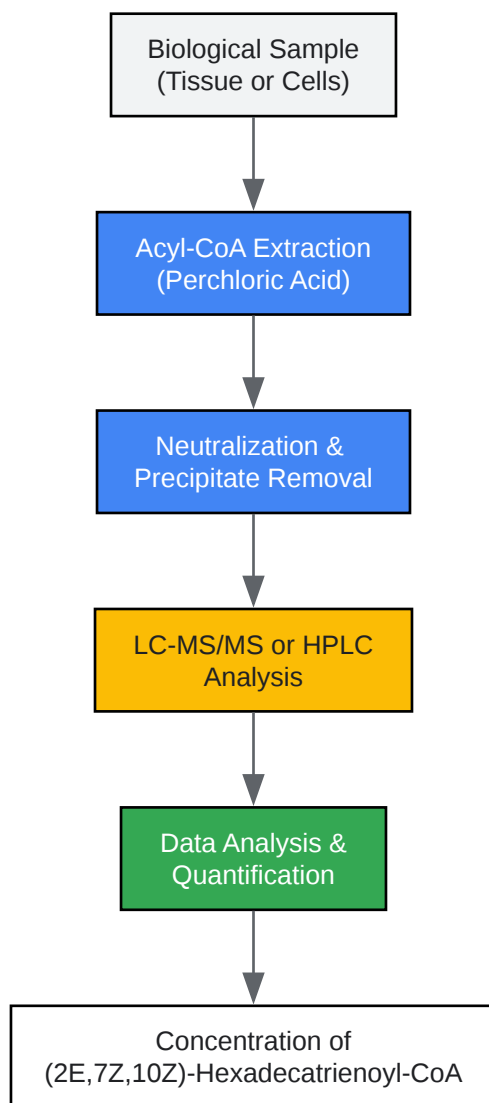 Biological Sample
(Tissue or Cells)
Acyl-CoA Extraction
(Perchloric Acid)
Neutralization &
Precipitate Removal
LC-MS/MS or HPLC
Analysis
Data Analysis &
Quantification
Concentration of
(2E,7Z,10Z)-Hexadecatrienoyl-CoA